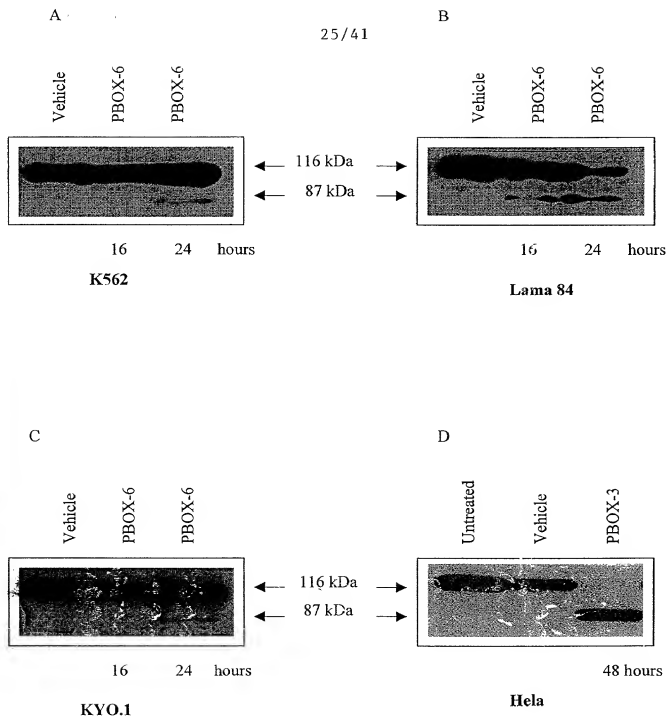 A
B
25/41
Vehicle
PBOX-6
PBOX-6
Vehicle
PBOX-6
PBOX-6
116 kDa
87 kDa
16 24 hours
K562
16 24 hours
Lama 84
C
D
Vehicle
PBOX-6
PBOX-6
Untreated
Vehicle
PBOX-3
116 kDa
87 kDa
16 24 hours
KYO.1
48 hours
Hela